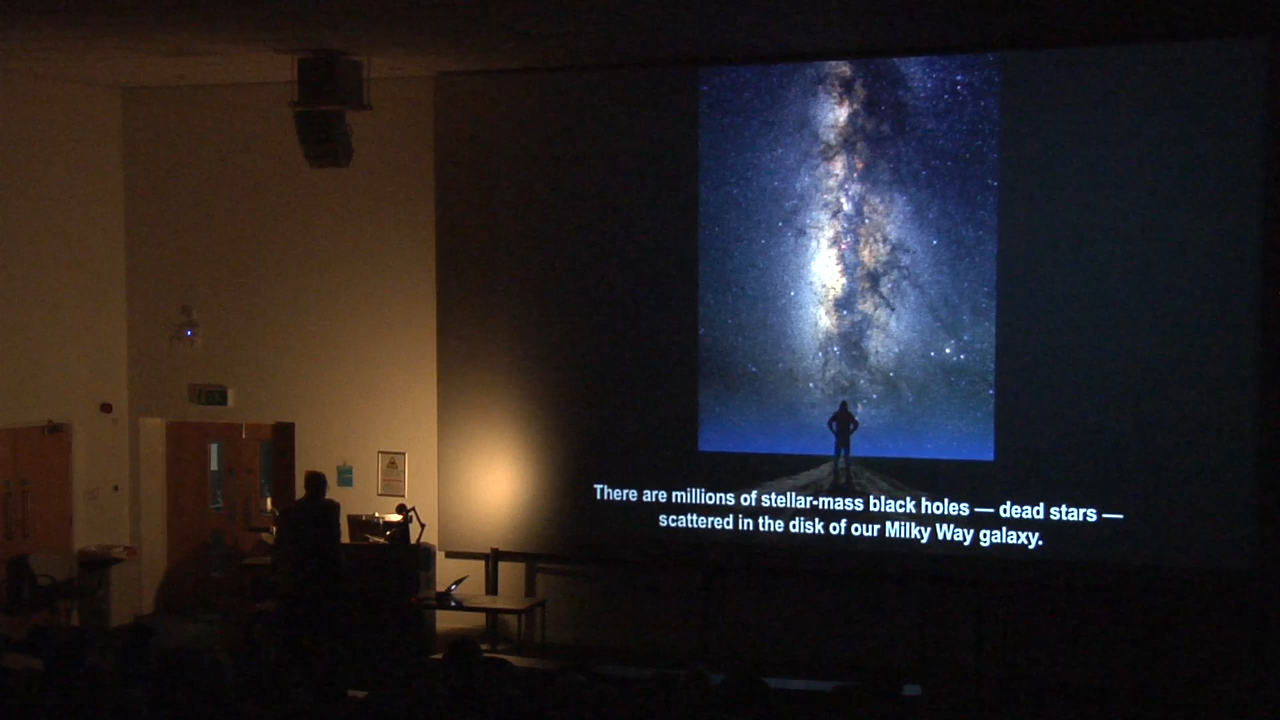 There are millions of stellar-mass black holes — dead stars —
scattered in the disk of our Milky Way galaxy.